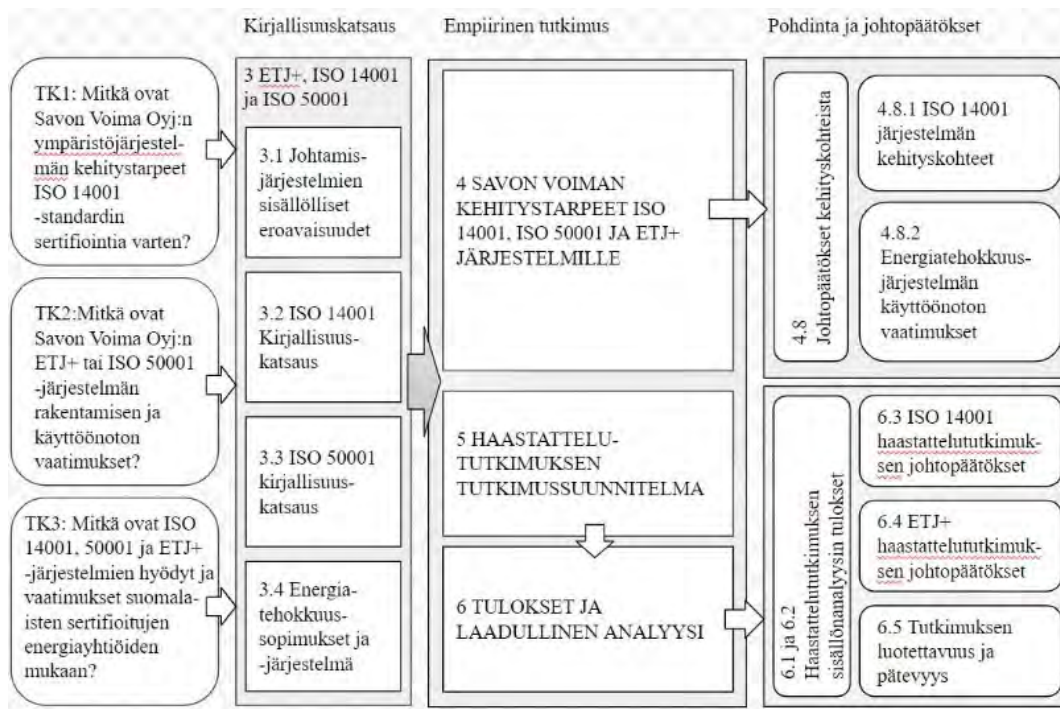 Kirjallisuuskatsaus
Empiirinen tutkimus
Pohdinta ja johtopäätökset
TK1: Mitkä ovat
Savon Voima Oyj:n
ympäristöjärjestel-
män kehitystarpeet
ISO 14001
-standardin
sertifiointia varten?
TK2:Mitkä ovat
Savon Voima Oyj:n
ETJ+ tai ISO 50001
-järjestelmän
rakentamisen ja
käyttöönoton
vaatimukset?
TK3: Mitkä ovat ISO
14001, 50001 ja ETJ+
-järjestelmien hyödyt ja
vaatimukset suomala-
isten sertifioitujen
energiayhtiöiden
mukaan?
3 ETJ+, ISO 14001
ja ISO 50001
3.1 Johtamis-
järjestelmien
sisällölliset
eroavaisuudet
3.2 ISO 14001
Kirjallisuus-
katsaus
3.3 ISO 50001
kirjallisuus-
katsaus
3.4 Energia-
tehokkuus-
sopimukset ja
-järjestelmä
4 SAVON VOIMAN
KEHITYSTARPEET ISO
14001, ISO 50001 JA ETJ+
JÄRJESTELMILLE
5 HAASTATTELU-
TUTKIMUKSEN
TUTKIMUSSUUNNITELMA
6 TULOKSET JA
LAADULLINEN ANALYYSI
4.8
Johtopäätökset kehityskohteista
4.8.1 ISO 14001
järjestelmän
kehityskohteet
4.8.2
Energiatehokkuus-
järjestelmän
käyttöönoton
vaatimukset
6.1 ja 6.2
Haastattelututkimuksen
sisällönanalyysin tulokset
6.3 ISO 14001
haastattelututkimuk-
sen johtopäätökset
6.4 ETJ+
haastattelututkimuk-
sen johtopäätökset
6.5 Tutkimuksen
luotettavuus ja
pätevyys